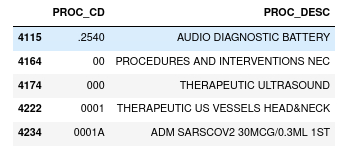 PROC_CD PROC_DESC
4115 .2540 AUDIO DIAGNOSTIC BATTERY
4164 00 PROCEDURES AND INTERVENTIONS NEC
4174 000 THERAPEUTIC ULTRASOUND
4222 0001 THERAPEUTIC US VESSELS HEAD&NECK
4234 0001A ADM SARSCOV2 30MCG/0.3ML 1ST